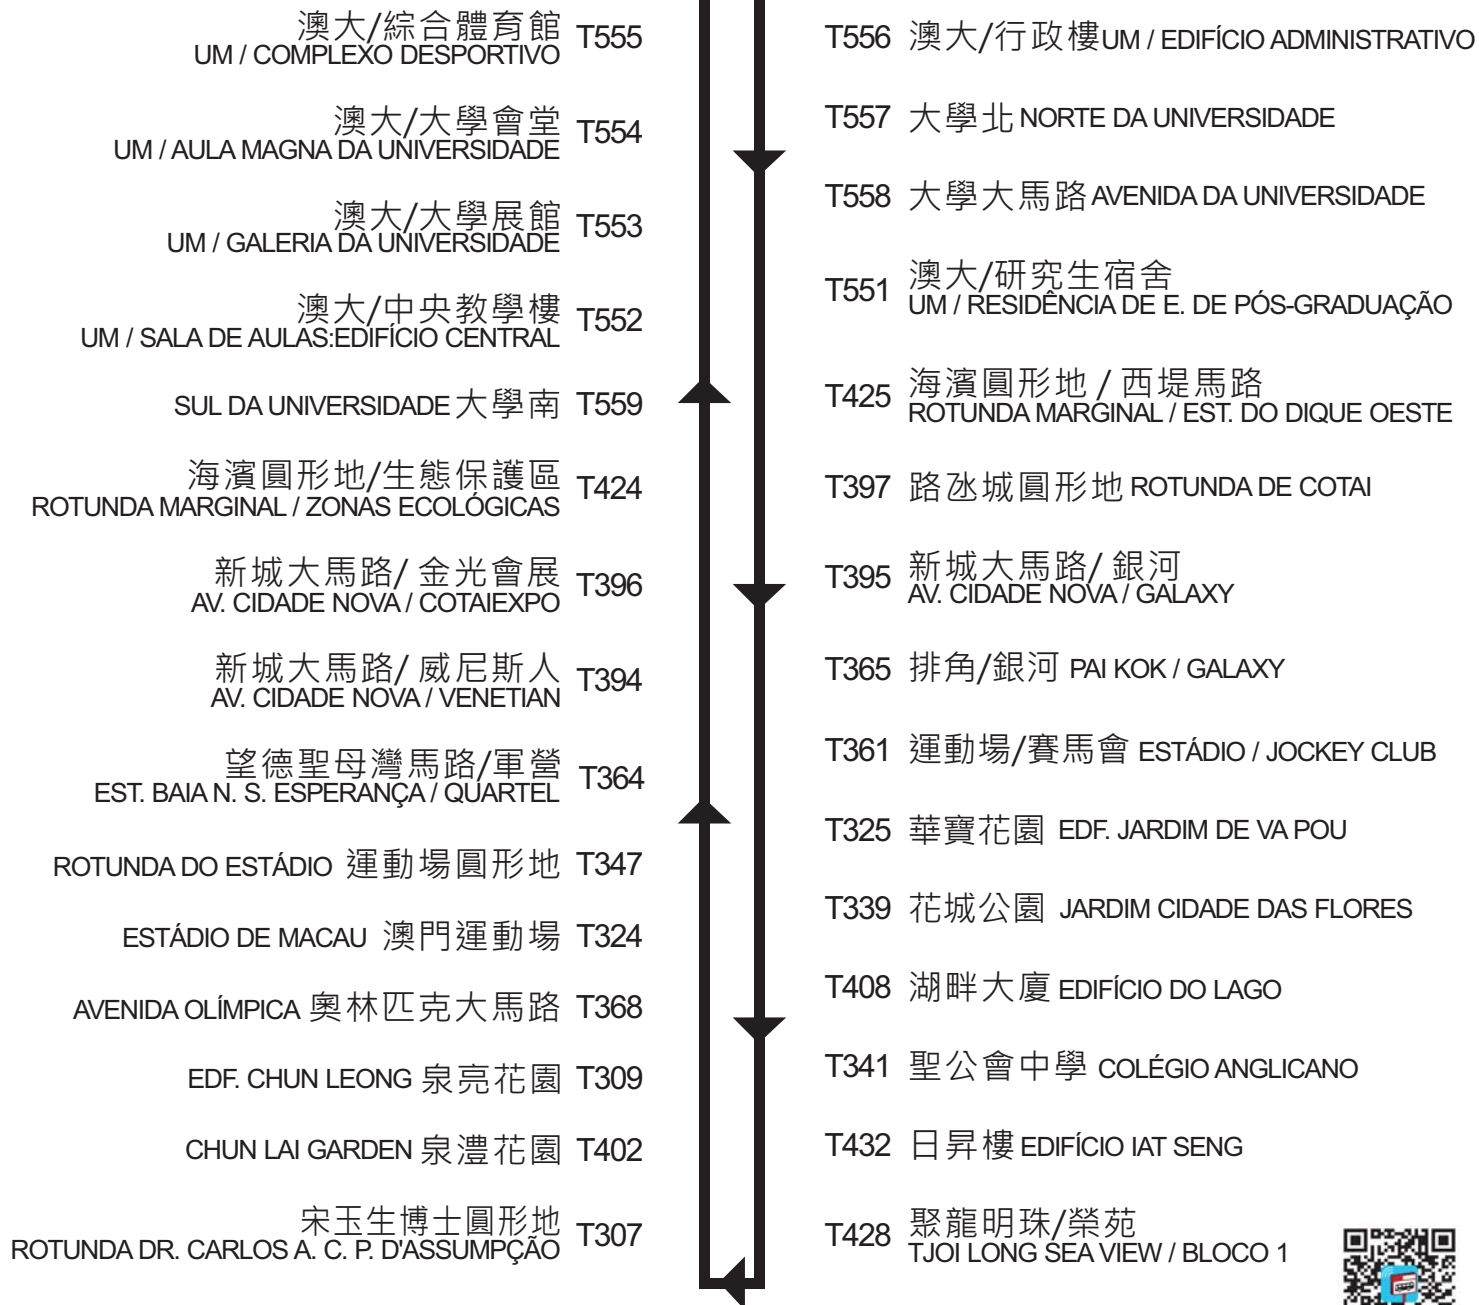 澳大/綜合體育館 T555
UM / COMPLEXO DESPORTIVO
澳大/大學會堂 T554
UM / AULA MAGNA DA UNIVERSIDADE
澳大/大學展館 T553
UM / GALERIA DA UNIVERSIDADE
澳大/中央教學樓 T552
UM / SALA DE AULAS:EDIFÍCIO CENTRAL
SUL DA UNIVERSIDADE 大學南 T559
海濱圓形地/生態保護區 T424
ROTUNDA MARGINAL / ZONAS ECOLÓGICAS
新城大馬路/ 金光會展 T396
AV. CIDADE NOVA / COTAIEXPO
新城大馬路/ 威尼斯人 T394
AV. CIDADE NOVA / VENETIAN
望德聖母灣馬路/軍營 T364
EST. BAIA N. S. ESPERANÇA / QUARTEL
ROTUNDA DO ESTÁDIO 運動場圓形地 T347
ESTÁDIO DE MACAU 澳門運動場 T324
AVENIDA OLÍMPICA 奧林匹克大馬路 T368
EDF. CHUN LEONG 泉亮花園 T309
CHUN LAI GARDEN 泉澧花園 T402
宋玉生博士圓形地 T307
ROTUNDA DR. CARLOS A. C. P. D'ASSUMPÇÃO
T556 澳大/行政樓 UM / EDIFÍCIO ADMINISTRATIVO
T557 大學北 NORTE DA UNIVERSIDADE
T558 大學大馬路 AVENIDA DA UNIVERSIDADE
T551 澳大/研究生宿舍
UM / RESIDÊNCIA DE E. DE PÓS-GRADUAÇÃO
T425 海濱圓形地 / 西堤馬路
ROTUNDA MARGINAL / EST. DO DIQUE OESTE
T397 路氹城圓形地 ROTUNDA DE COTAI
T395 新城大馬路/ 銀河
AV. CIDADE NOVA / GALAXY
T365 排角/銀河 PAI KOK / GALAXY
T361 運動場/賽馬會 ESTÁDIO / JOCKEY CLUB
T325 華寶花園 EDF. JARDIM DE VA POU
T339 花城公園 JARDIM CIDADE DAS FLORES
T408 湖畔大廈 EDIFÍCIO DO LAGO
T341 聖公會中學 COLÉGIO ANGLICANO
T432 日昇樓 EDIFÍCIO IAT SENG
T428 聚龍明珠/榮苑
TJOI LONG SEA VIEW / BLOCO 1